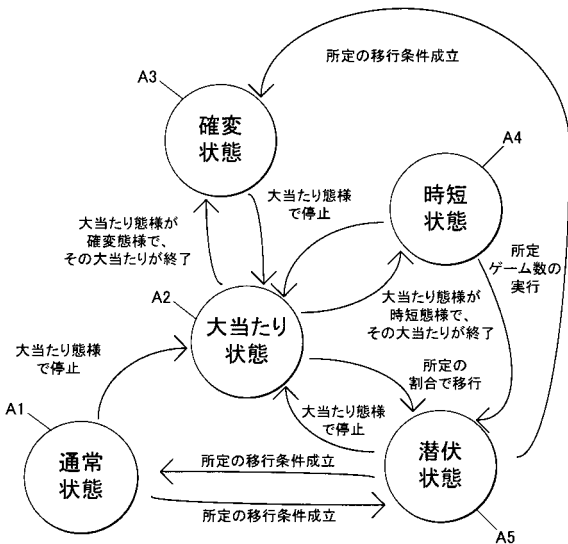 所定の移行条件成立
A3
確変
状態
A4
時短
状態
大当たり態様
で停止
大当たり態様が
確変態様で、
その大当たりが終了
所定
ゲーム数の
実行
A2
大当たり
状態
大当たり態様が
時短態様で、
その大当たりが終了
大当たり態様
で停止
所定の
割合で移行
A1
通常
状態
大当たり態様
で停止
潜伏
状態
所定の移行条件成立
所定の移行条件成立
A5